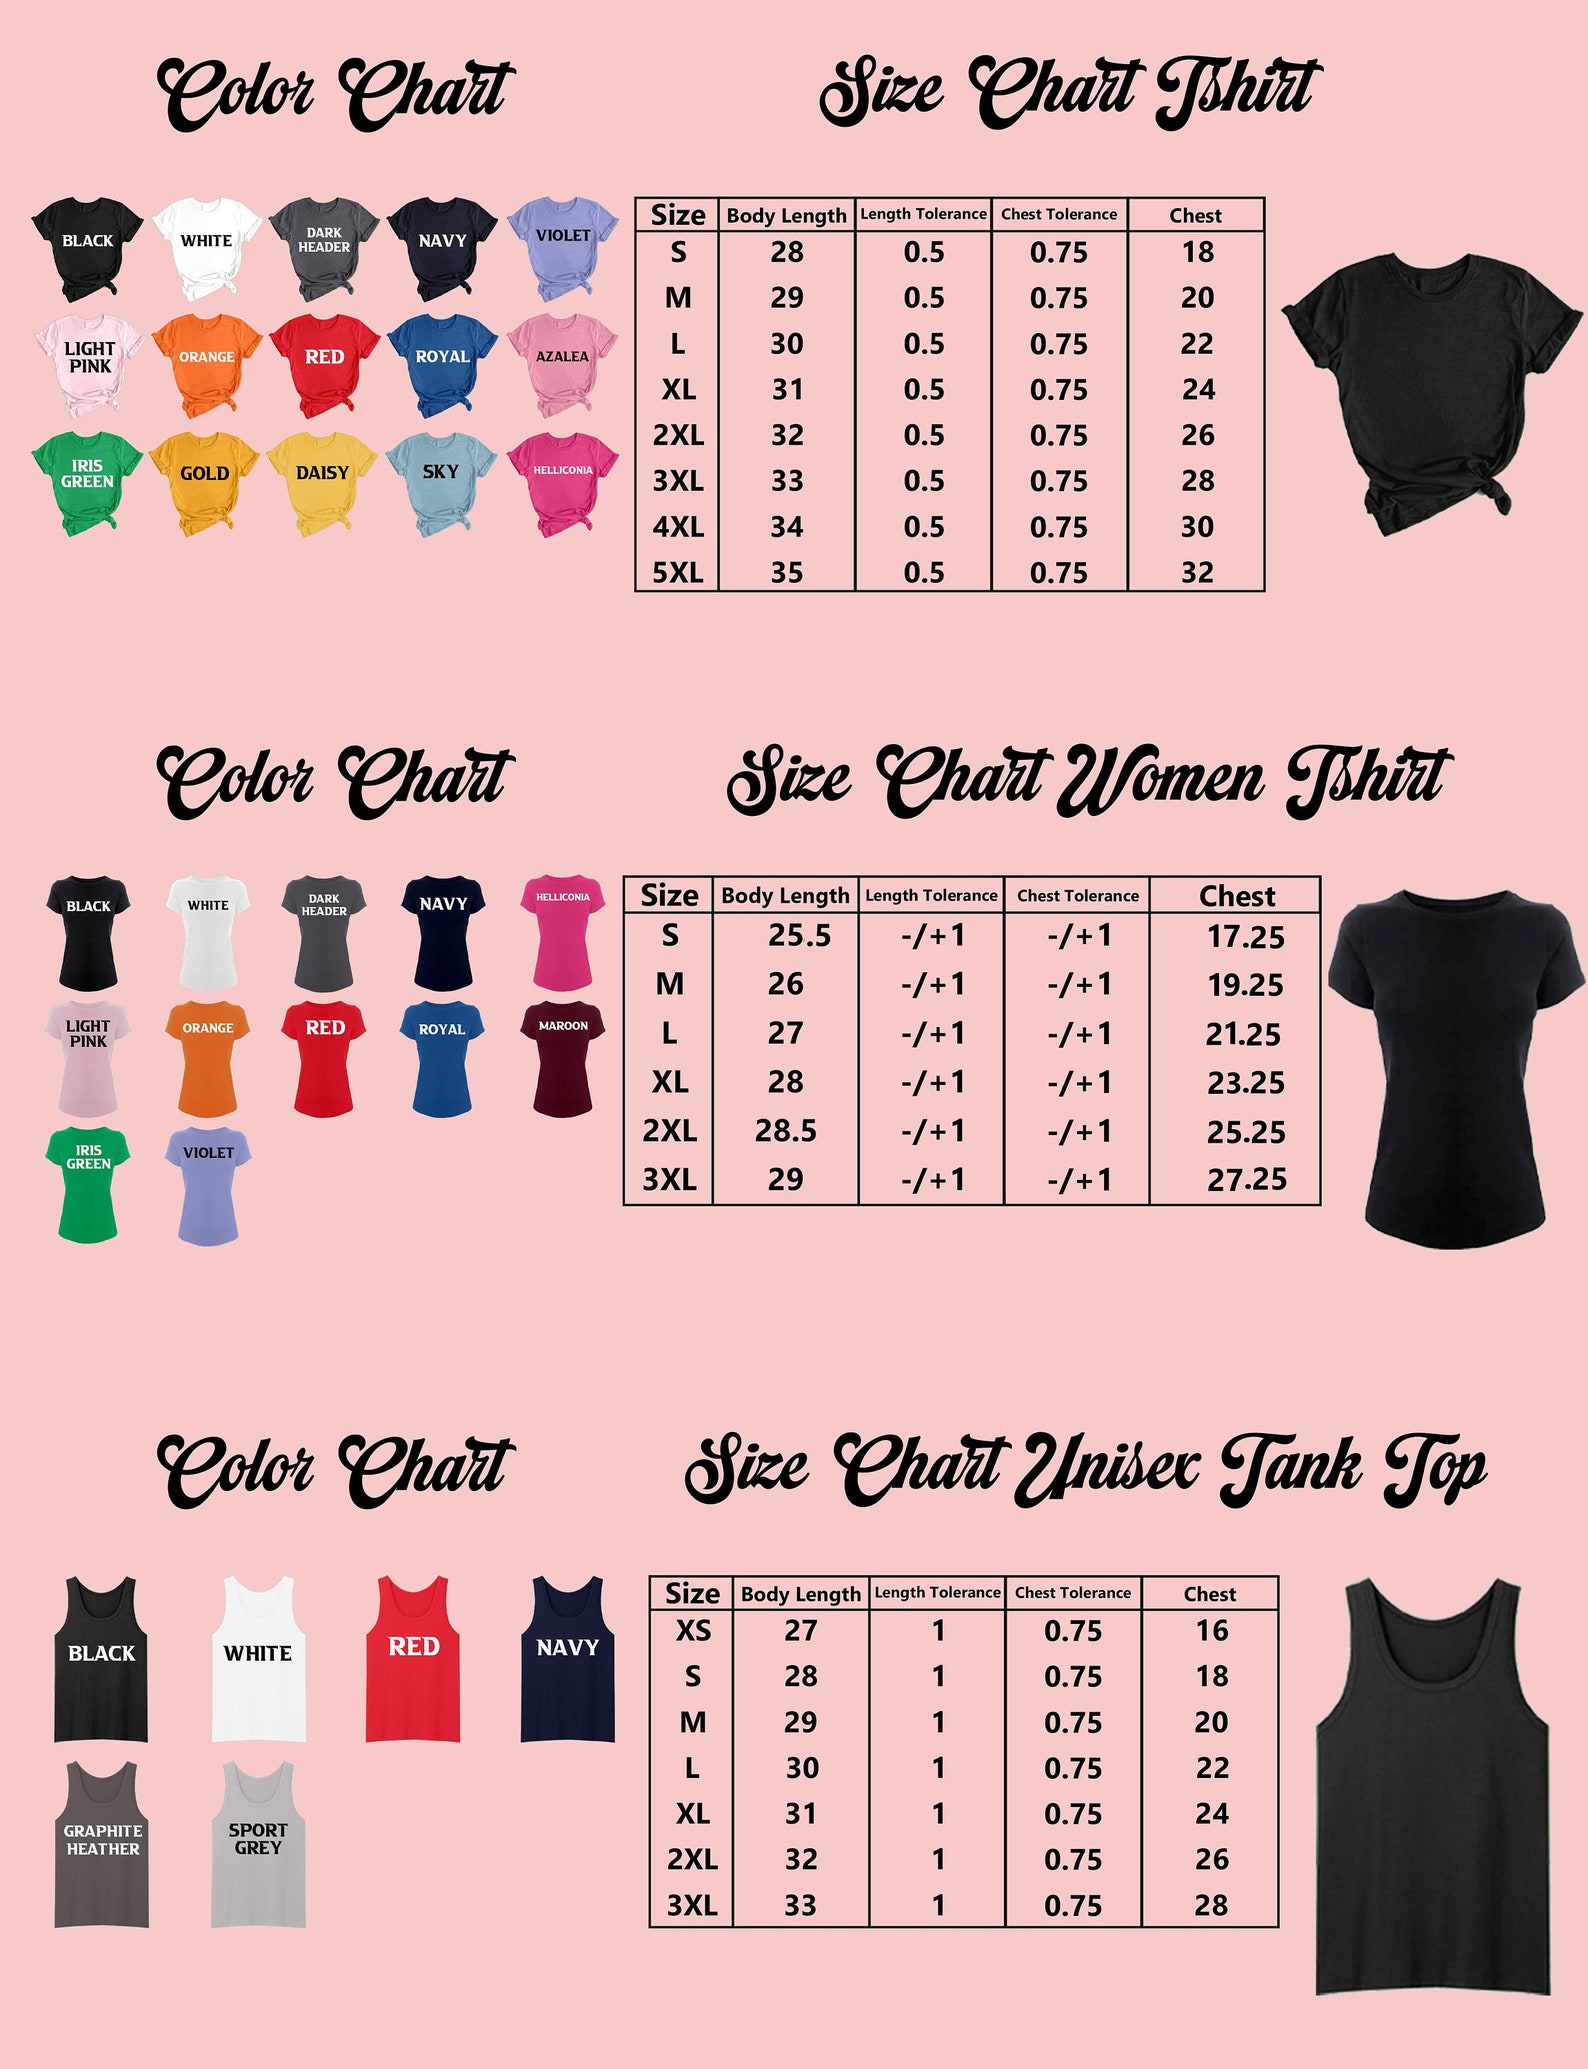 Color Chart
Size Chart Tshirt
BLACK
WHITE
DARK
HEADER
NAVY
VIOLET
LIGHT
PINK
ORANGE
RED
ROYAL
AZALEA
IRIS
GREEN
GOLD
DAISY
SKY
HELLICONIA
Size Body Length Length Tolerance Chest Tolerance Chest
S 28 0.5 0.75 18
M 29 0.5 0.75 20
L 30 0.5 0.75 22
XL 31 0.5 0.75 24
2XL 32 0.5 0.75 26
3XL 33 0.5 0.75 28
4XL 34 0.5 0.75 30
5XL 35 0.5 0.75 32
Color Chart
Size Chart Women Tshirt
BLACK
WHITE
DARK
HEADER
NAVY
HELLICONIA
LIGHT
PINK
ORANGE
RED
ROYAL
MAROON
IRIS
GREEN
VIOLET
Size Body Length Length Tolerance Chest Tolerance Chest
S 25.5 -/+1 -/+1 17.25
M 26 -/+1 -/+1 19.25
L 27 -/+1 -/+1 21.25
XL 28 -/+1 -/+1 23.25
2XL 28.5 -/+1 -/+1 25.25
3XL 29 -/+1 -/+1 27.25
Color Chart
Size Chart Unisex Tank Top
BLACK
WHITE
RED
NAVY
GRAPHITE
HEATHER
SPORT
GREY
Size Body Length Length Tolerance Chest Tolerance Chest
XS 27 1 0.75 16
S 28 1 0.75 18
M 29 1 0.75 20
L 30 1 0.75 22
XL 31 1 0.75 24
2XL 32 1 0.75 26
3XL 33 1 0.75 28